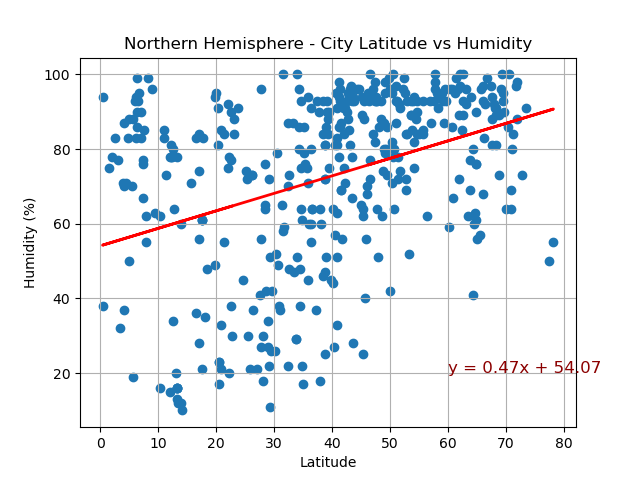 Northern Hemisphere - City Latitude vs Humidity
100
80
60
40
20
Humidity (%)
y = 0.47x + 54.07
0 10 20 30 40 50 60 70 80
Latitude